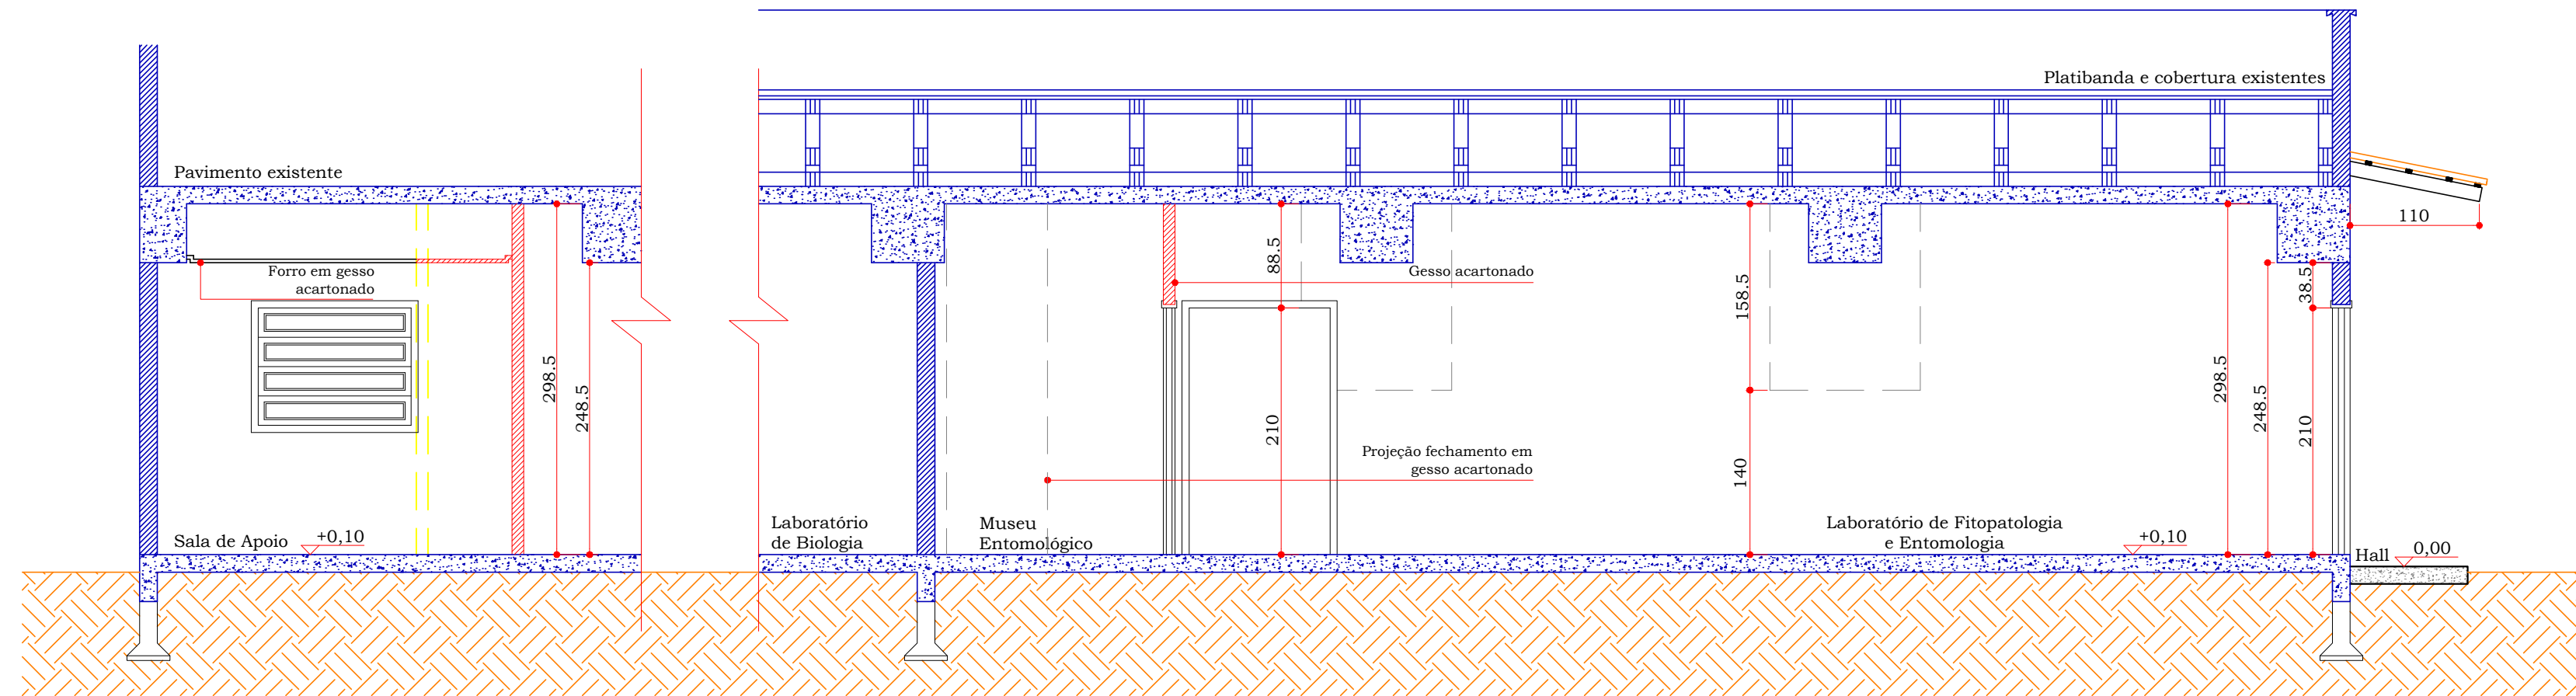 Platibanda e cobertura existentes
Pavimento existente
110
Forro em gesso
acartonado
88.5
Gesso acartonado
158.5
38.5
298.5
248.5
210
Projeção fechamento em
gesso acartonado
140
298.5
248.5
210
Sala de Apoio
+0,10
Laboratório
de Biologia
Museu
Entomológico
Laboratório de Fitopatologia
e Entomologia
+0,10
Hall
0,00